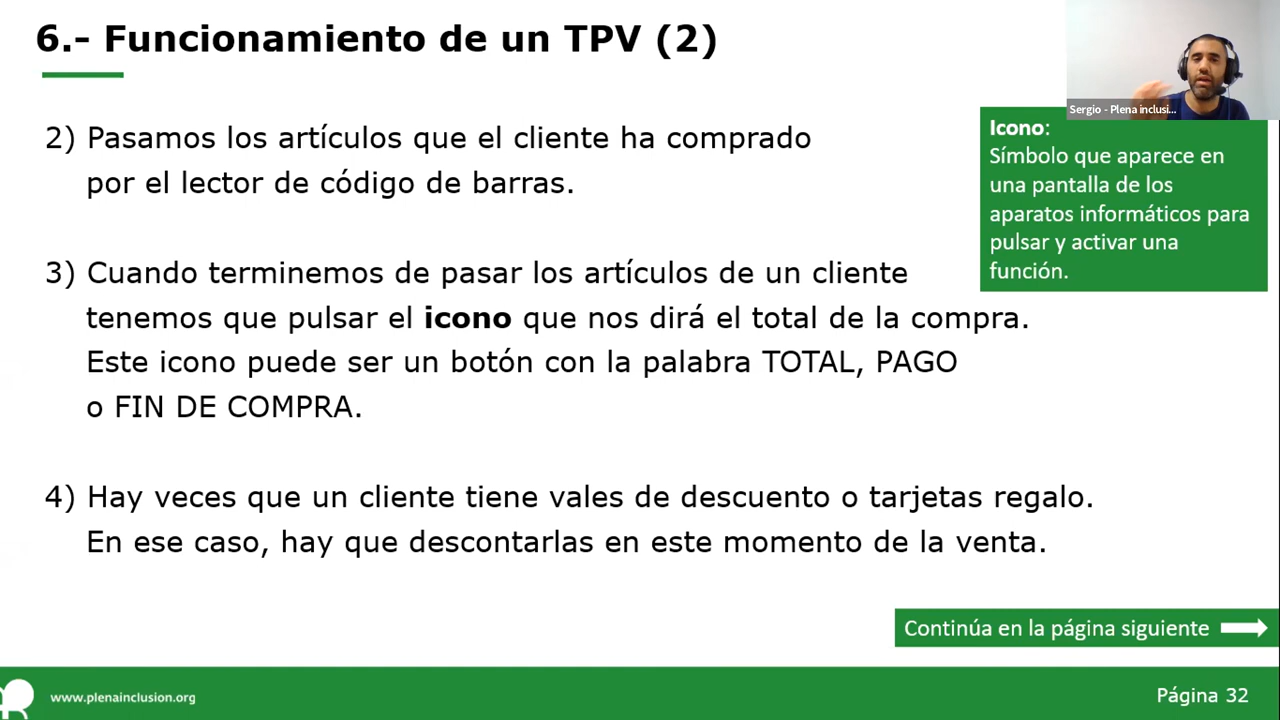 6.- Funcionamiento de un TPV (2)
Sergio - Plena inclusi...
2) Pasamos los artículos que el cliente ha comprado
por el lector de código de barras.
Icono:
Símbolo que aparece en
una pantalla de los
aparatos informáticos para
pulsar y activar una
función.
3) Cuando terminemos de pasar los artículos de un cliente
tenemos que pulsar el icono que nos dirá el total de la compra.
Este icono puede ser un botón con la palabra TOTAL, PAGO
o FIN DE COMPRA.
4) Hay veces que un cliente tiene vales de descuento o tarjetas regalo.
En ese caso, hay que descontarlas en este momento de la venta.
Continúa en la página siguiente
www.plenainclusion.org
Página 32